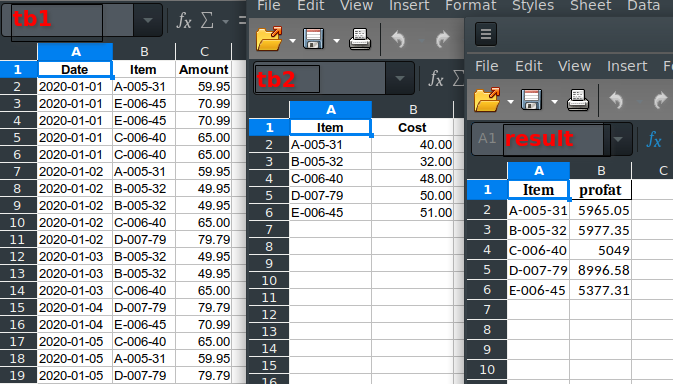 tb1 fx Σ =
A B C
1 Date Item Amount
2 2020-01-01 A-005-31 59.95
3 2020-01-01 E-006-45 70.99
4 2020-01-01 E-006-45 70.99
5 2020-01-01 C-006-40 65.00
6 2020-01-01 C-006-40 65.00
7 2020-01-02 A-005-31 59.95
8 2020-01-02 B-005-32 49.95
9 2020-01-02 B-005-32 49.95
10 2020-01-02 C-006-40 65.00
11 2020-01-02 D-007-79 79.79
12 2020-01-03 B-005-32 49.95
13 2020-01-03 B-005-32 49.95
14 2020-01-03 C-006-40 65.00
15 2020-01-04 D-007-79 79.79
16 2020-01-04 E-006-45 70.99
17 2020-01-05 C-006-40 65.00
18 2020-01-05 A-005-31 59.95
19 2020-01-05 D-007-79 79.79
File Edit View Insert Format Styles Sheet Data
tb2 fx Σ
A B
1 Item Cost
2 A-005-31 40.00
3 B-005-32 32.00
4 C-006-40 48.00
5 D-007-79 50.00
6 E-006-45 51.00
7
8
9
10
11
12
13
14
15
16
File Edit View Insert F
A1 result fx
A B C
1 Item profat
2 A-005-31 5965.05
3 B-005-32 5977.35
4 C-006-40 5049
5 D-007-79 8996.58
6 E-006-45 5377.31
7
8
9
10